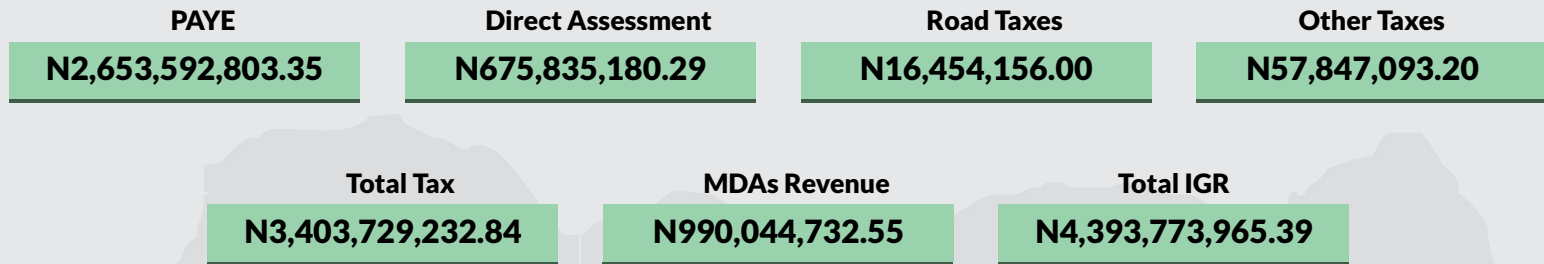 PAYE Direct Assessment Road Taxes Other Taxes
N2,653,592,803.35 N675,835,180.29 N16,454,156.00 N57,847,093.20
Total Tax MDAs Revenue Total IGR
N3,403,729,232.84 N990,044,732.55 N4,393,773,965.39